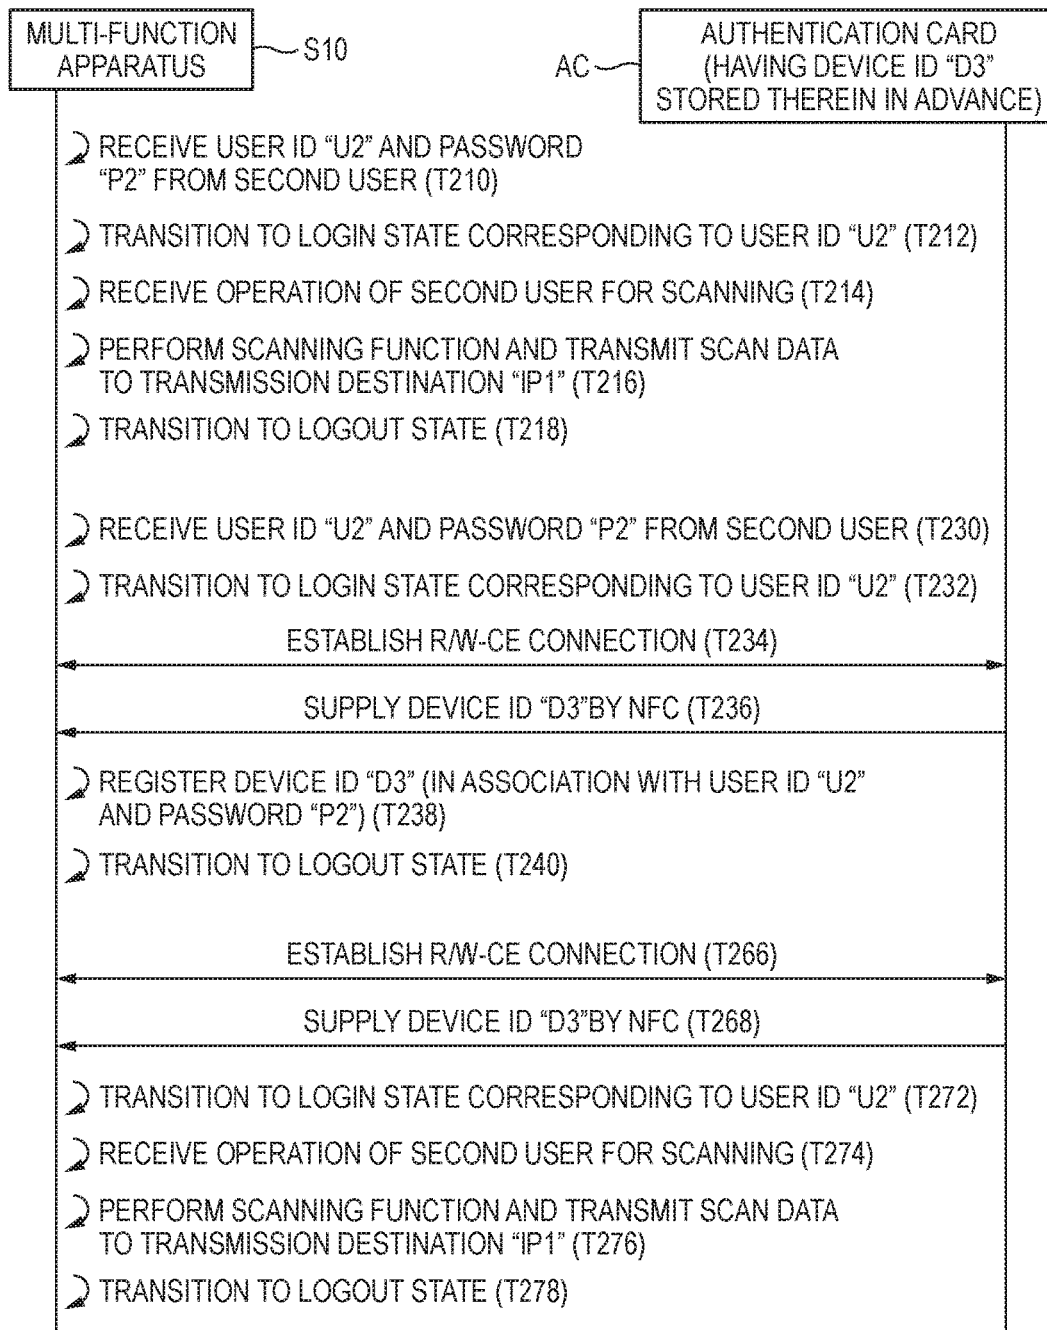 MULTI-FUNCTION
APPARATUS
S10
AC
AUTHENTICATION CARD
(HAVING DEVICE ID “D3”
STORED THEREIN IN ADVANCE)
RECEIVE USER ID “U2” AND PASSWORD
“P2” FROM SECOND USER (T210)
TRANSITION TO LOGIN STATE CORRESPONDING TO USER ID “U2” (T212)
RECEIVE OPERATION OF SECOND USER FOR SCANNING (T214)
PERFORM SCANNING FUNCTION AND TRANSMIT SCAN DATA
TO TRANSMISSION DESTINATION “IP1” (T216)
TRANSITION TO LOGOUT STATE (T218)
RECEIVE USER ID “U2” AND PASSWORD “P2” FROM SECOND USER (T230)
TRANSITION TO LOGIN STATE CORRESPONDING TO USER ID “U2” (T232)
ESTABLISH R/W-CE CONNECTION (T234)
SUPPLY DEVICE ID “D3”BY NFC (T236)
REGISTER DEVICE ID “D3” (IN ASSOCIATION WITH USER ID “U2”
AND PASSWORD “P2”) (T238)
TRANSITION TO LOGOUT STATE (T240)
ESTABLISH R/W-CE CONNECTION (T266)
SUPPLY DEVICE ID “D3”BY NFC (T268)
TRANSITION TO LOGIN STATE CORRESPONDING TO USER ID “U2” (T272)
RECEIVE OPERATION OF SECOND USER FOR SCANNING (T274)
PERFORM SCANNING FUNCTION AND TRANSMIT SCAN DATA
TO TRANSMISSION DESTINATION “IP1” (T276)
TRANSITION TO LOGOUT STATE (T278)